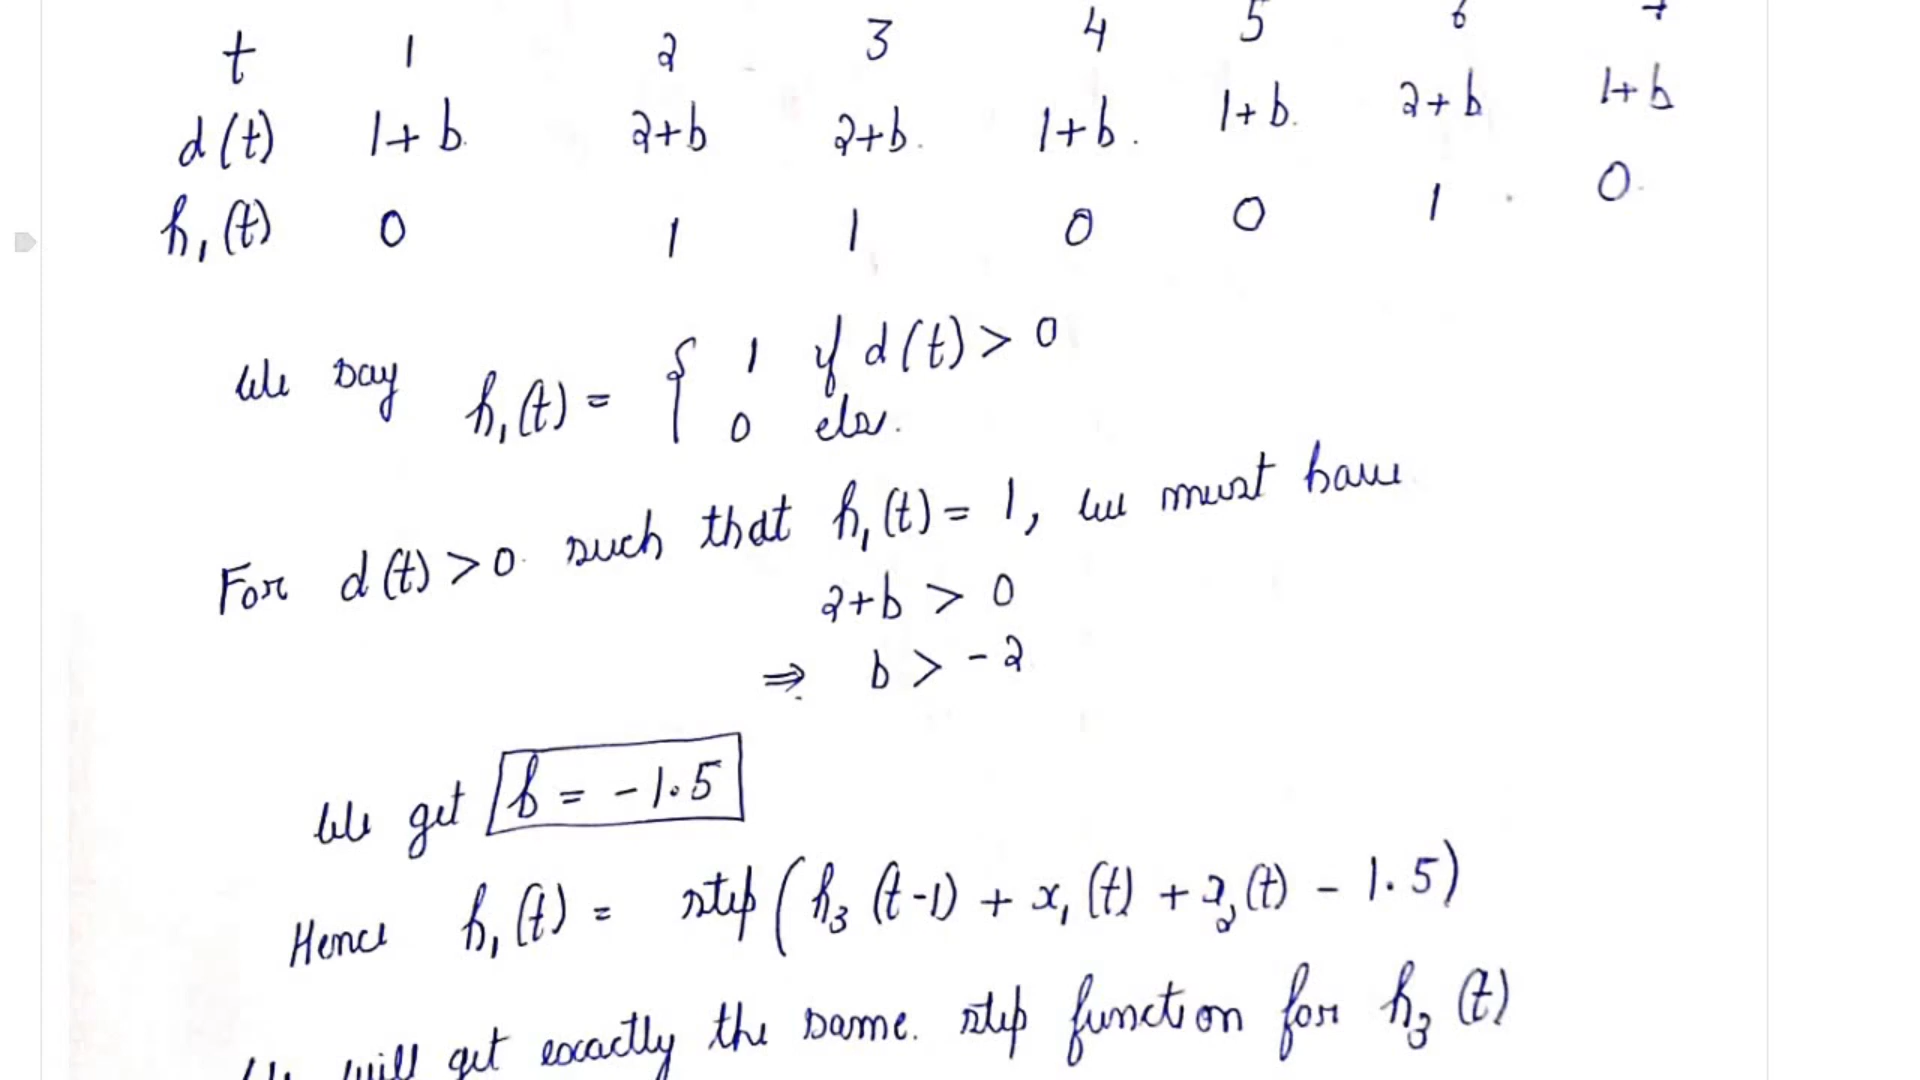 t 1 2 3 4 5 6 7
d(t) 1+b 2+b 2+b. 1+b. 1+b. 2+b 1+b
h₁(t) 0 1 1 0 0 1 0
We say h₁(t) = { 1 if d(t) > 0
0 else.
For d(t) > 0 such that h₁(t) = 1, we must have
2+b > 0
⇒ b > -2
We get b = -1.5
Hence h₁(t) = step(h₃(t-1) + x₁(t) + x₂(t) - 1.5)
We will get exactly the same. step function for h₃(t)